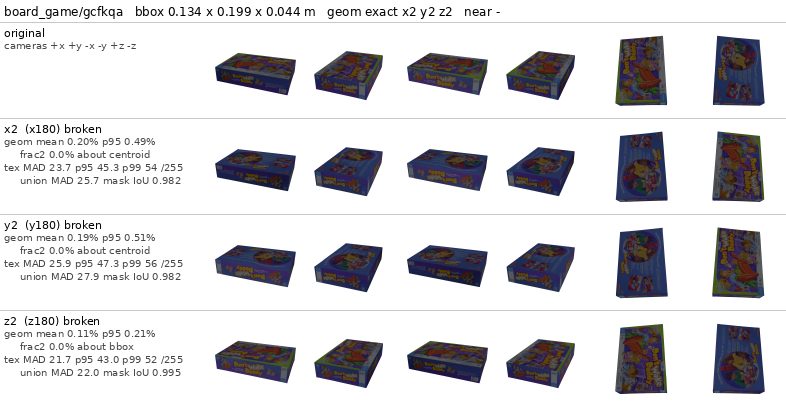 board_game/gcfkqa   bbox 0.134 x 0.199 x 0.044 m   geom exact x2 y2 z2   near -
original
cameras +x +y -x -y +z -z
x2  (x180) broken
geom mean 0.20% p95 0.49%
frac2 0.0% about centroid
tex MAD 23.7 p95 45.3 p99 54 /255
union MAD 25.7 mask IoU 0.982
y2  (y180) broken
geom mean 0.19% p95 0.51%
frac2 0.0% about centroid
tex MAD 25.9 p95 47.3 p99 56 /255
union MAD 27.9 mask IoU 0.982
z2  (z180) broken
geom mean 0.11% p95 0.21%
frac2 0.0% about bbox
tex MAD 21.7 p95 43.0 p99 52 /255
union MAD 22.0 mask IoU 0.995